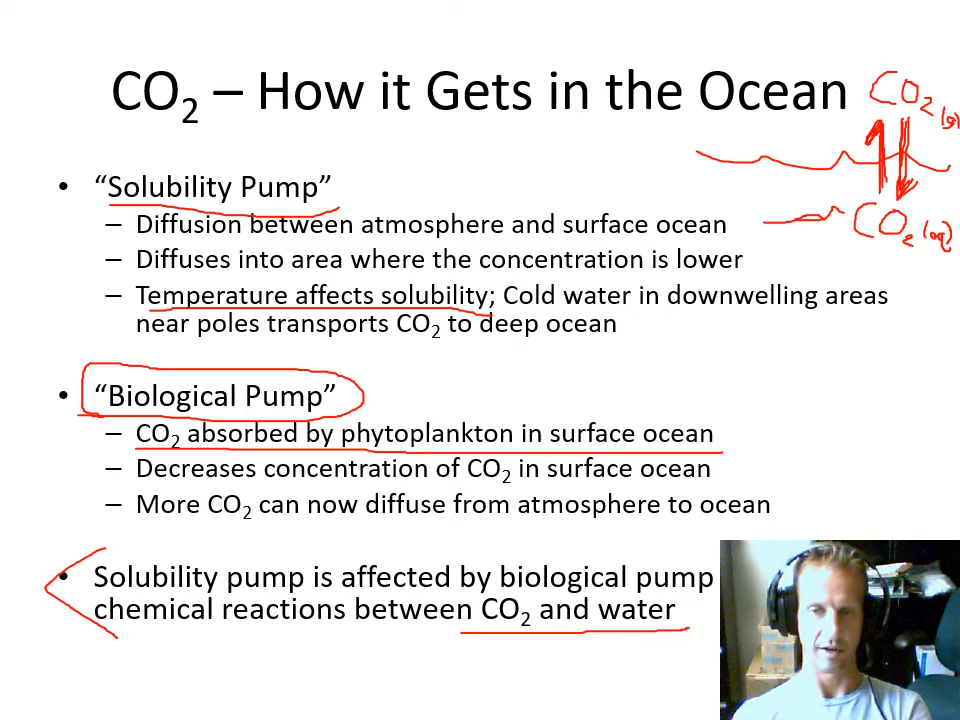 CO₂ – How it Gets in the Ocean
CO₂(g)
CO₂(aq)
• “Solubility Pump”
– Diffusion between atmosphere and surface ocean
– Diffuses into area where the concentration is lower
– Temperature affects solubility; Cold water in downwelling areas
near poles transports CO₂ to deep ocean
• “Biological Pump”
– CO₂ absorbed by phytoplankton in surface ocean
– Decreases concentration of CO₂ in surface ocean
– More CO₂ can now diffuse from atmosphere to ocean
• Solubility pump is affected by biological pump
chemical reactions between CO₂ and water